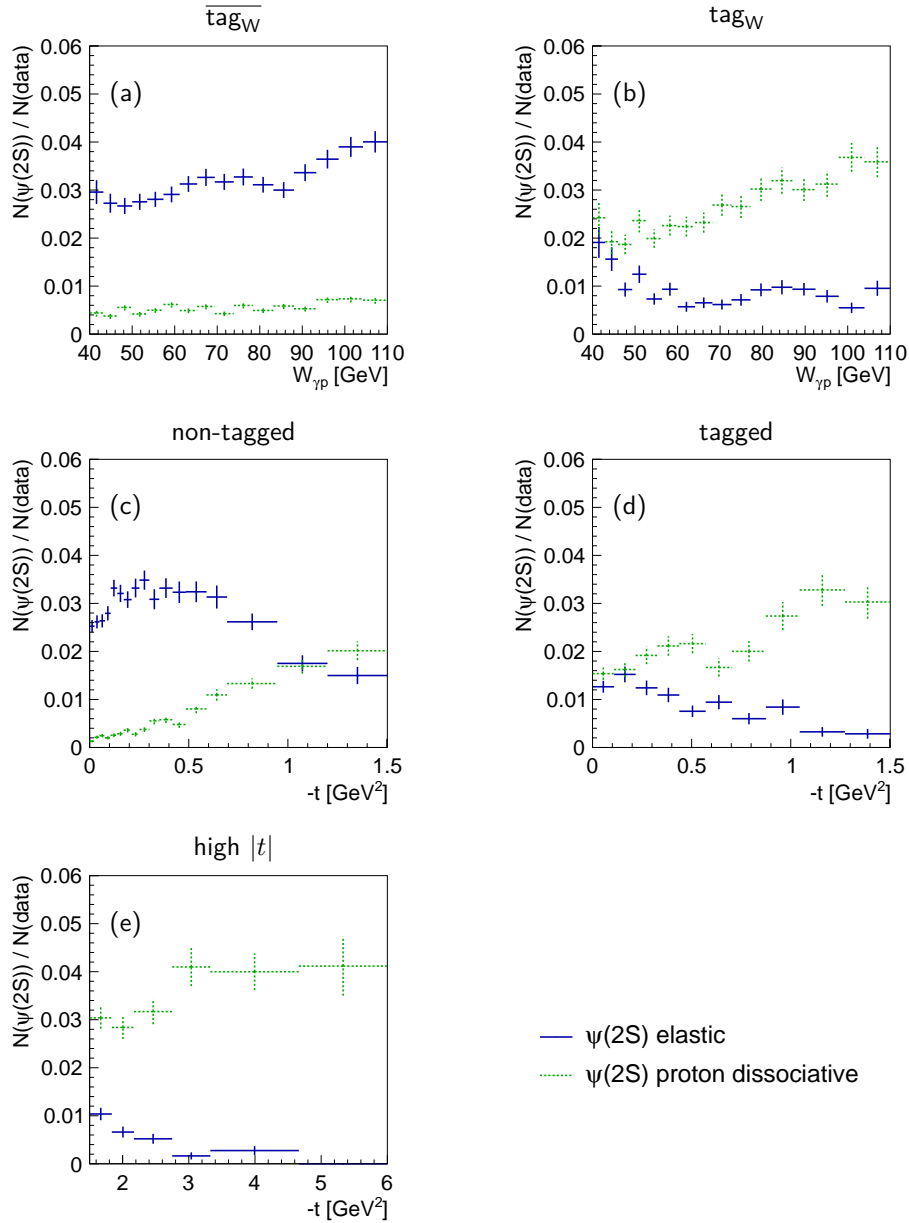 tag_W
tag_W
0.06
0.05
0.04
0.03
0.02
0.01
0
N(ψ(2S)) / N(data)
(a)
40 50 60 70 80 90 100 110
W_γp [GeV]
0.06
0.05
0.04
0.03
0.02
0.01
0
N(ψ(2S)) / N(data)
(b)
40 50 60 70 80 90 100 110
W_γp [GeV]
non-tagged
0.06
0.05
0.04
0.03
0.02
0.01
0
N(ψ(2S)) / N(data)
(c)
0 0.5 1 1.5
-t [GeV²]
tagged
0.06
0.05
0.04
0.03
0.02
0.01
0
N(ψ(2S)) / N(data)
(d)
0 0.5 1 1.5
-t [GeV²]
high |t|
0.06
0.05
0.04
0.03
0.02
0.01
0
N(ψ(2S)) / N(data)
(e)
2 3 4 5 6
-t [GeV²]
ψ(2S) elastic
ψ(2S) proton dissociative